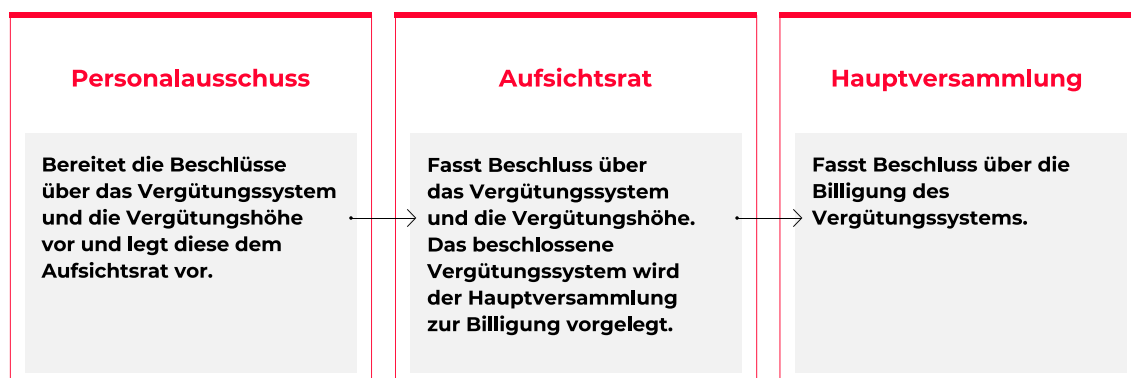 Personalausschuss
Bereitet die Beschlüsse
über das Vergütungssystem
und die Vergütungshöhe
vor und legt diese dem
Aufsichtsrat vor.
Aufsichtsrat
Fasst Beschluss über
das Vergütungssystem
und die Vergütungshöhe.
Das beschlossene
Vergütungssystem wird
der Hauptversammlung
zur Billigung vorgelegt.
Hauptversammlung
Fasst Beschluss über die
Billigung des
Vergütungssystems.